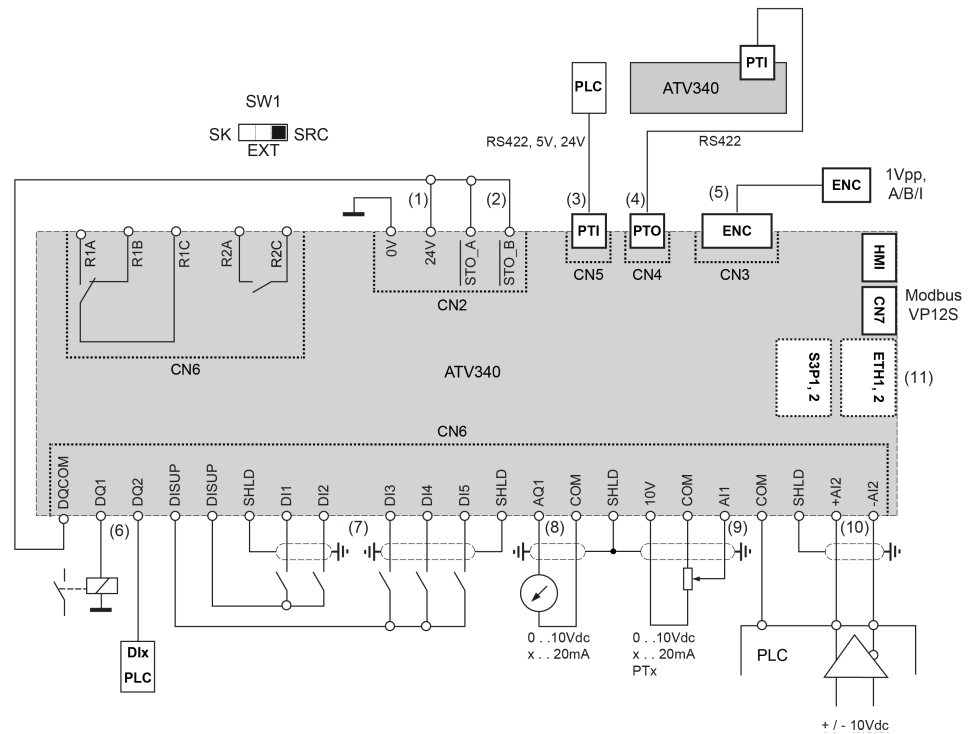 PTI
PLC
ATV340
SW1
SK
SRC
EXT
RS422, 5V, 24V
RS422
(1)
(2)
(3)
(4)
(5)
ENC
1Vpp,
A/B/I
R1A
R1B
R1C
R2A
R2C
0V
24V
STO_A
STO_B
PTI
PTO
ENC
HMI
CN5
CN4
CN3
CN2
CN7
Modbus
VP12S
CN6
ATV340
S3P1, 2
ETH1, 2
(11)
CN6
DQCOM
DQ1
DQ2
DISUP
DISUP
SHLD
DI1
DI2
DI3
DI4
DI5
SHLD
AQ1
COM
SHLD
10V
COM
AI1
COM
SHLD
+AI2
-AI2
(6)
(7)
(8)
(9)
(10)
0 . .10Vdc
x . . 20mA
0 . .10Vdc
x . . 20mA
PTx
DIx
PLC
PLC
+ / - 10Vdc